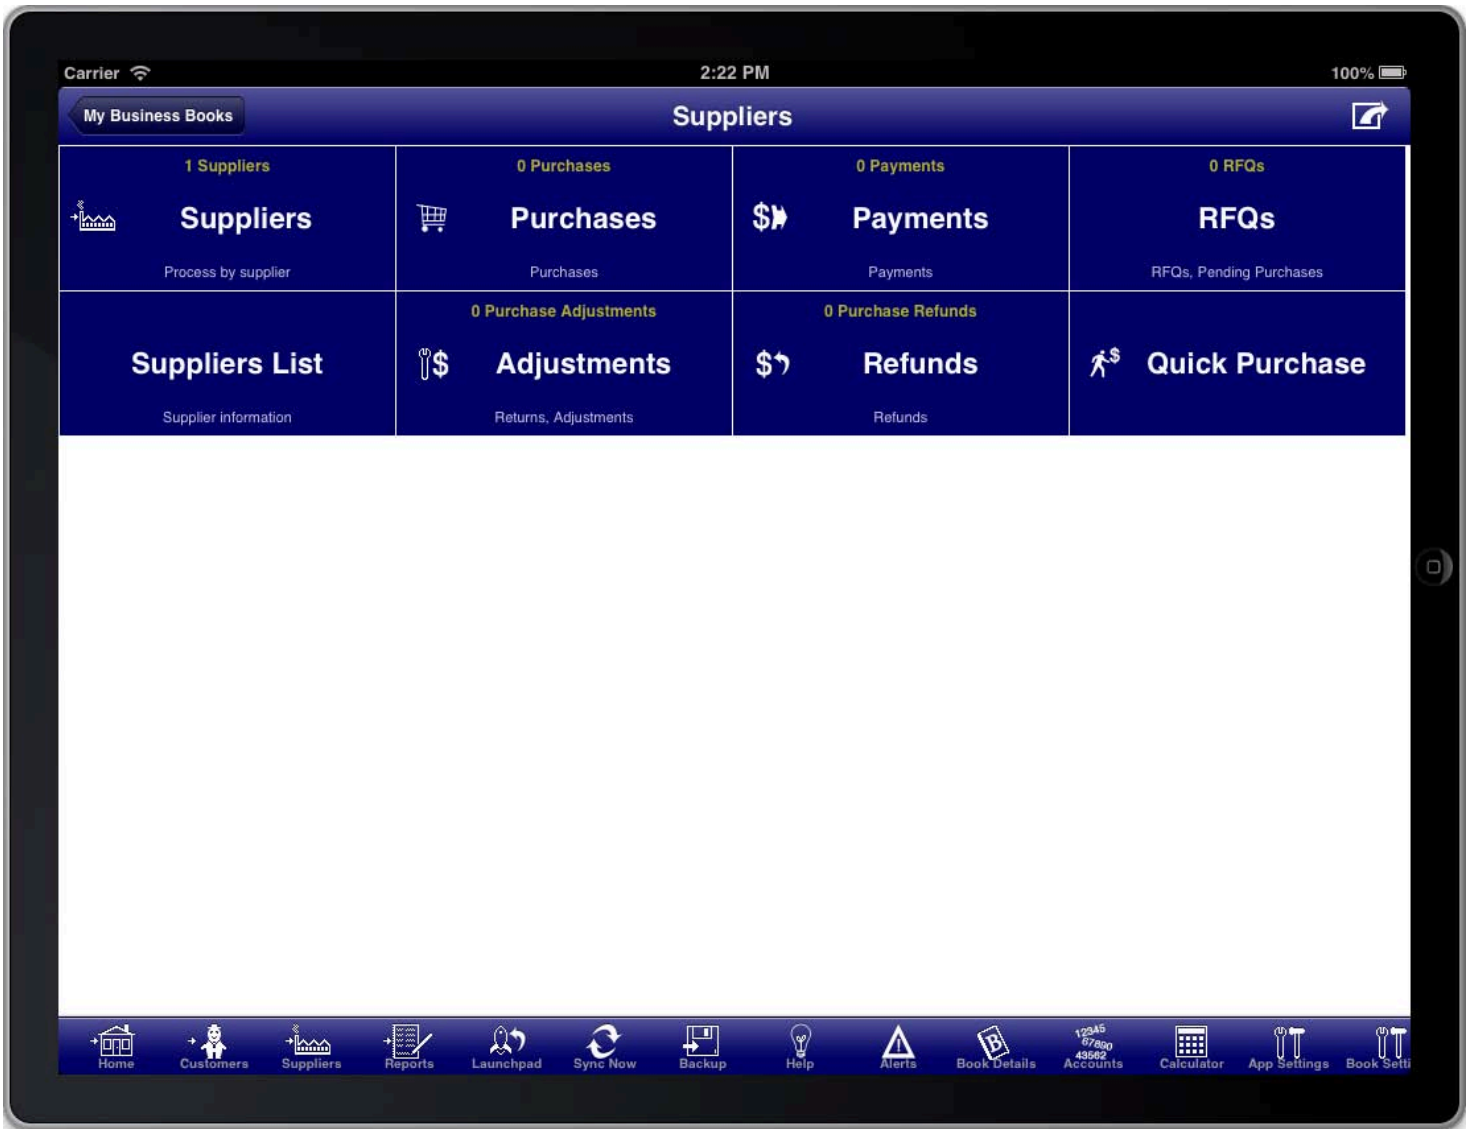 Carrier 2:22 PM 100%
My Business Books Suppliers
1 Suppliers 0 Purchases 0 Payments 0 RFQs
Suppliers Purchases Payments RFQs
Process by supplier Purchases Payments RFQs, Pending Purchases
0 Purchase Adjustments 0 Purchase Refunds
Suppliers List Adjustments Refunds Quick Purchase
Supplier information Returns, Adjustments Refunds
12345
67890
43562
Home Customers Suppliers Reports Launchpad Sync Now Backup Help Alerts Book Details Accounts Calculator App Settings Book Setti